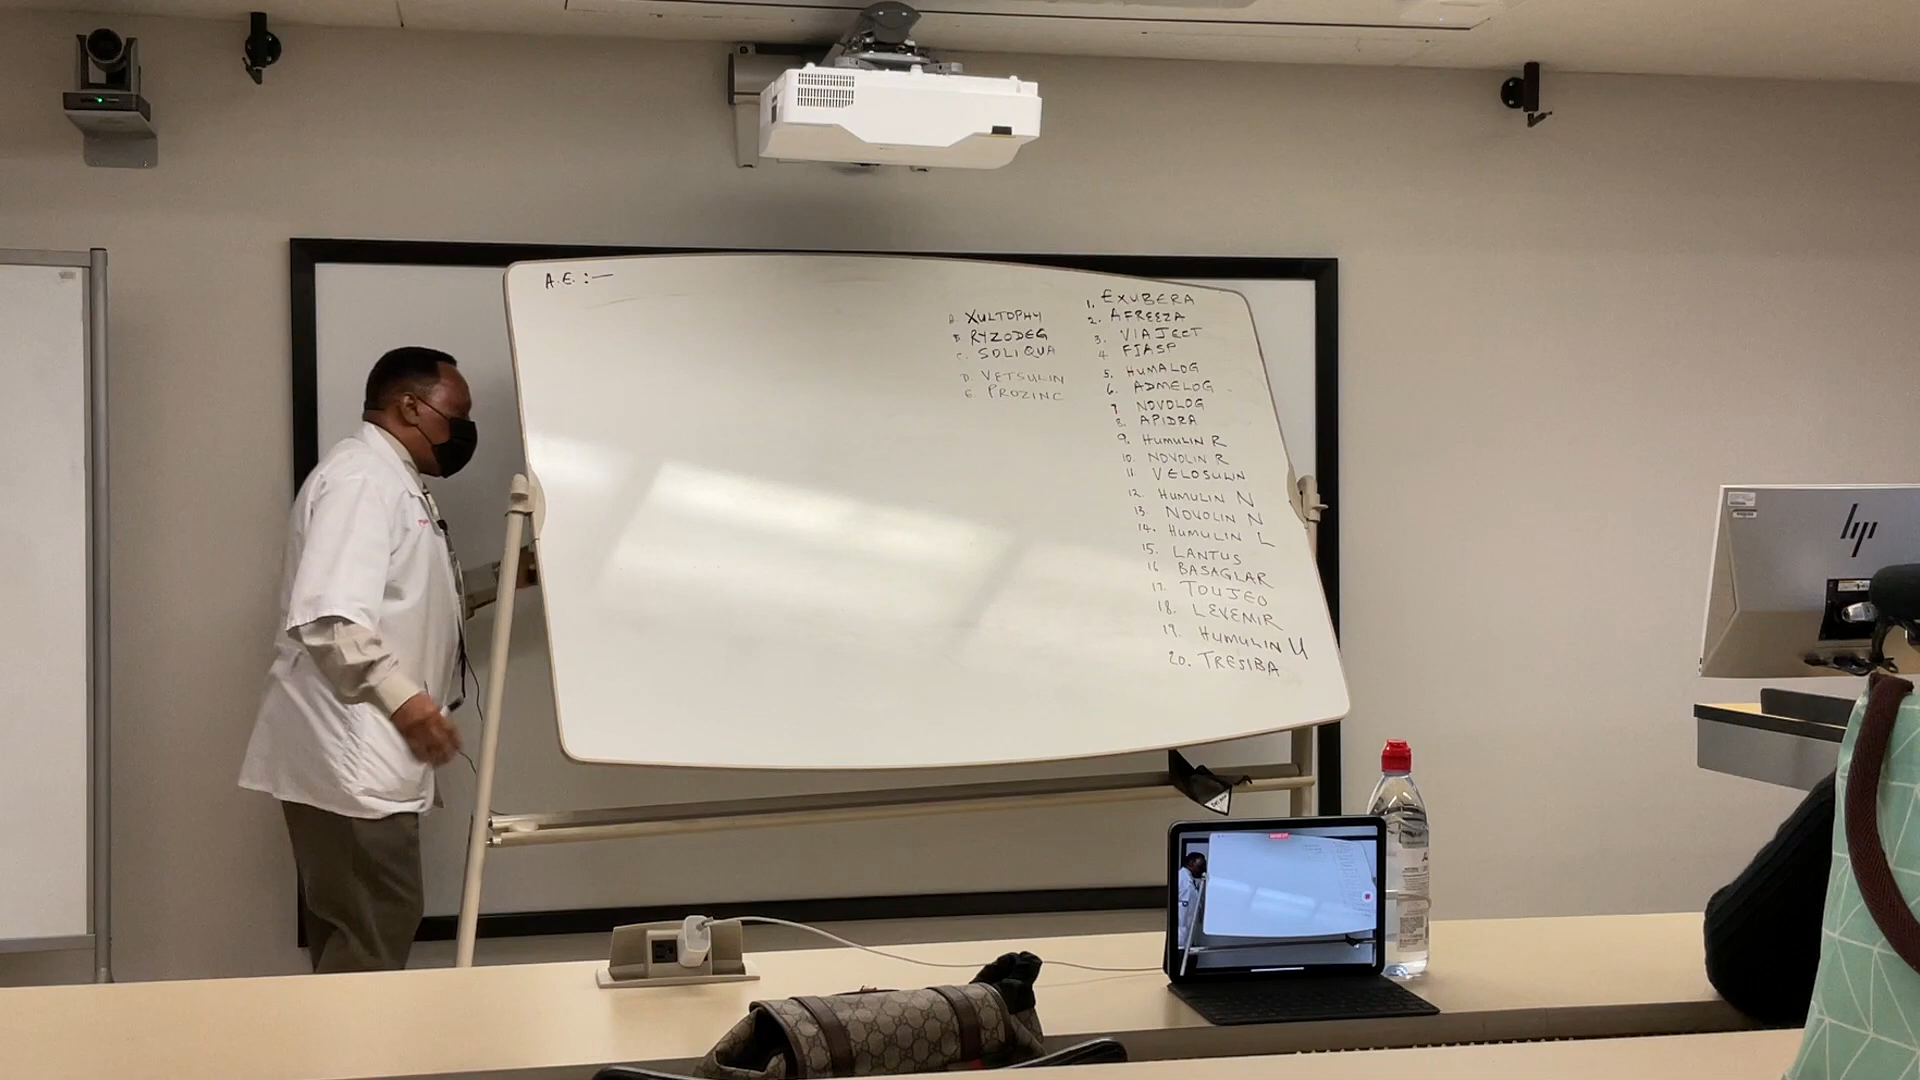 A.E. :—
A. XULTOPHY
B. RYZODEG
C. SOLIQUA
D. VETSULIN
E. PROZINC
1. EXUBERA
2. AFREEZA
3. VIAJECT
4. FIASP
5. HUMALOG
6. ADMELOG
7. NOVOLOG
8. APIDRA
9. HUMULIN R
10. NOVOLIN R
11. VELOSULIN
12. HUMULIN N
13. NOVOLIN N
14. HUMULIN L
15. LANTUS
16 BASAGLAR
17. TOUJEO
18. LEVEMIR
19. HUMULIN U
20. TRESIBA
hp